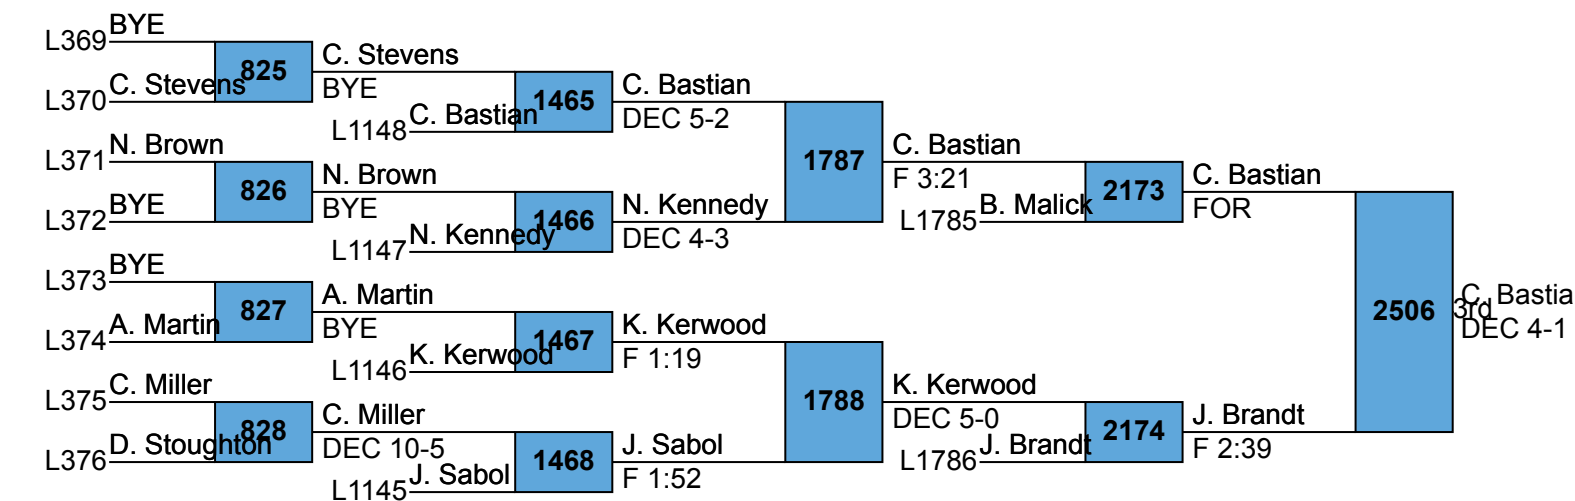 L369 BYE
825
L370 C. Stevens
C. Stevens
BYE
1465
L1148 C. Bastian
C. Bastian
DEC 5-2
L371 N. Brown
826
L372 BYE
N. Brown
BYE
1466
L1147 N. Kennedy
N. Kennedy
DEC 4-3
1787
C. Bastian
F 3:21
L1785 B. Malick
2173
C. Bastian
FOR
L373 BYE
827
L374 A. Martin
A. Martin
BYE
1467
L1146 K. Kerwood
K. Kerwood
F 1:19
L375 C. Miller
828
L376 D. Stoughton
C. Miller
DEC 10-5
1468
L1145 J. Sabol
J. Sabol
F 1:52
1788
K. Kerwood
DEC 5-0
L1786 J. Brandt
2174
J. Brandt
F 2:39
2506
3rd
C. Bastia
DEC 4-1